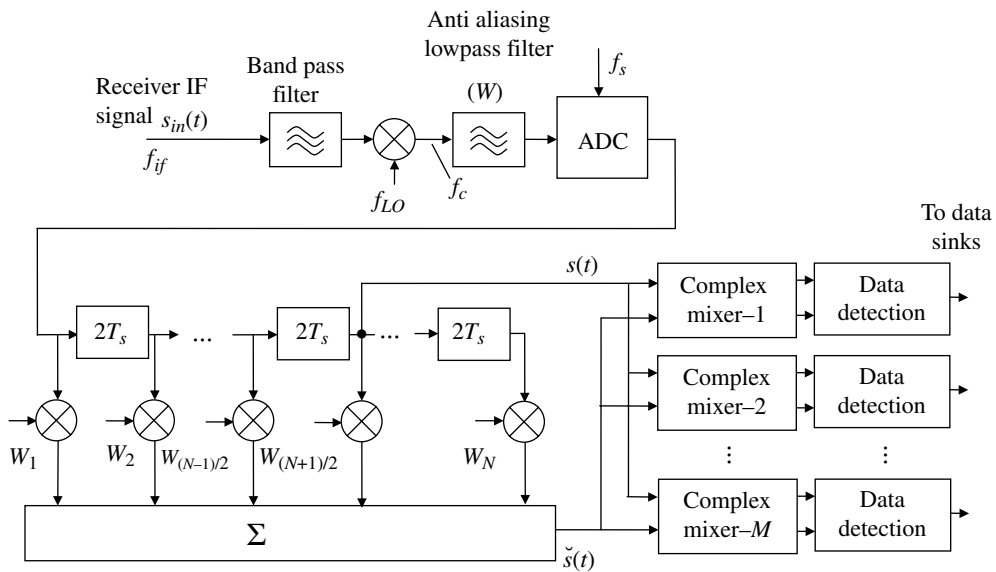 Anti aliasing
lowpass filter
(W)
f_s
Band pass
filter
Receiver IF
signal s_in(t)
f_if
ADC
f_LO
f_c
To data
sinks
s(t)
Complex
mixer–1
Data
detection
2T_s
...
2T_s
...
2T_s
Complex
mixer–2
Data
detection
W_1
W_2
W_(N–1)/2
W_(N+1)/2
W_N
⋮
⋮
Complex
mixer–M
Data
detection
Σ
š(t)